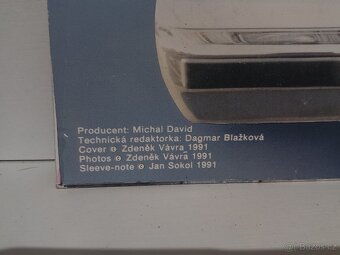 Producent: Michal David
Technická redaktorka: Dagmar Blažková
Cover © Zdeněk Vávra 1991
Photos © Zdeněk Vávra 1991
Sleeve-note © Jan Sokol 1991